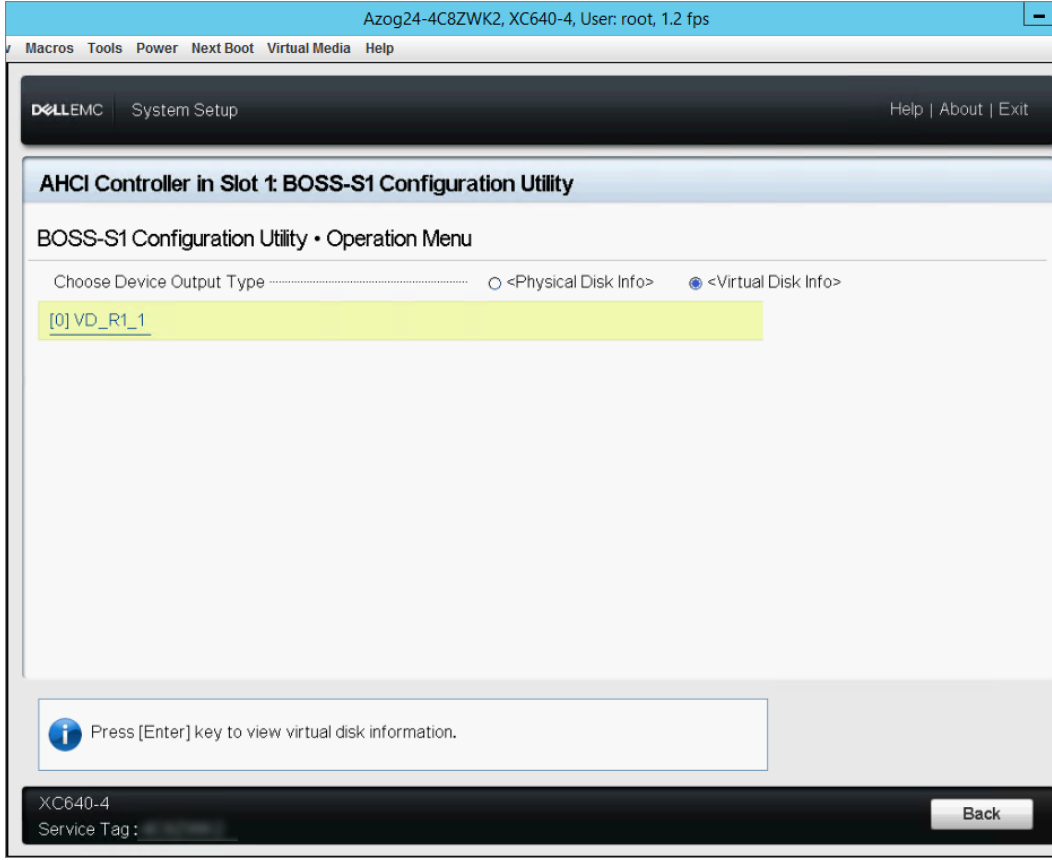 Azog24-4C8ZWK2, XC640-4, User: root, 1.2 fps
Macros Tools Power Next Boot Virtual Media Help
DELLEMC System Setup Help | About | Exit
AHCI Controller in Slot 1: BOSS-S1 Configuration Utility
BOSS-S1 Configuration Utility • Operation Menu
Choose Device Output Type <Physical Disk Info> <Virtual Disk Info>
[0] VD_R1_1
Press [Enter] key to view virtual disk information.
XC640-4
Service Tag :
Back